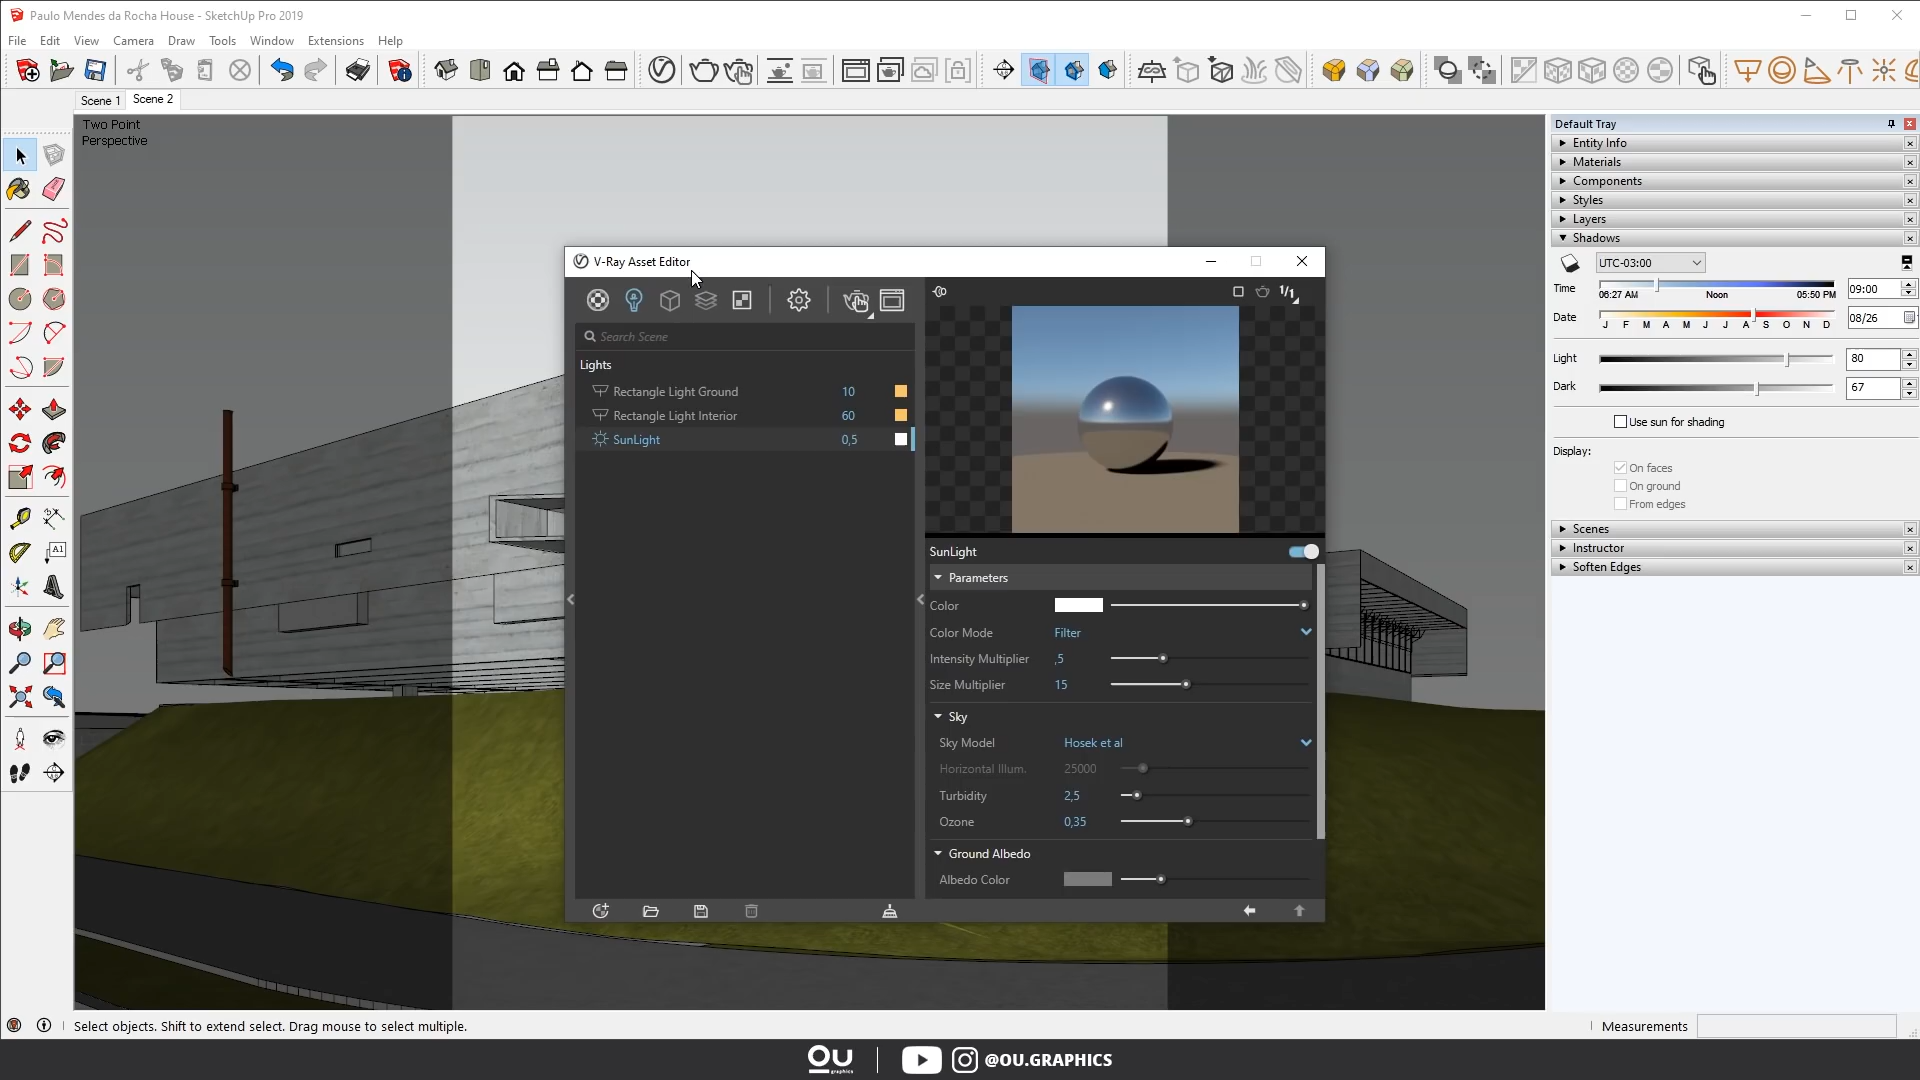 Paulo Mendes da Rocha House - SketchUp Pro 2019
File Edit View Camera Draw Tools Window Extensions Help
Scene 1 Scene 2
Two Point
Perspective
A1
V-Ray Asset Editor
1/1
Search Scene
Lights
Rectangle Light Ground 10
Rectangle Light Interior 60
SunLight 0,5
SunLight
Parameters
Color
Color Mode Filter
Intensity Multiplier ,5
Size Multiplier 15
Sky
Sky Model Hosek et al
Horizontal Illum. 25000
Turbidity 2,5
Ozone 0,35
Ground Albedo
Albedo Color
Default Tray
Entity Info
Materials
Components
Styles
Layers
Shadows
UTC-03:00
Time 06:27 AM Noon 05:50 PM 09:00
Date J F M A M J J A S O N D 08/26
Light 80
Dark 67
Use sun for shading
Display:
On faces
On ground
From edges
Scenes
Instructor
Soften Edges
Select objects. Shift to extend select. Drag mouse to select multiple.
Measurements
OU graphics @OU.GRAPHICS